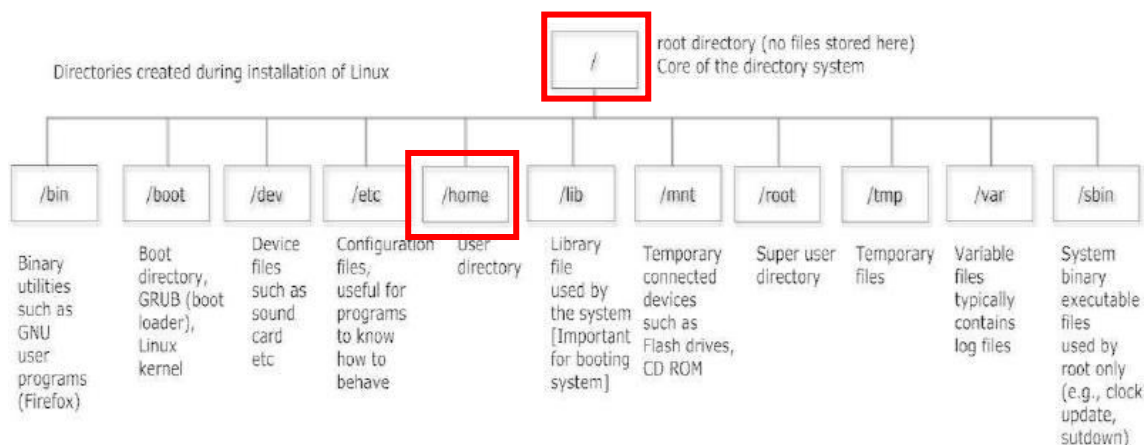 Directories created during installation of Linux
/
root directory (no files stored here)
Core of the directory system
/bin
/boot
/dev
/etc
/home
/lib
/mnt
/root
/tmp
/var
/sbin
Binary
utilities
such as
GNU
user
programs
(Firefox)
Boot
directory,
GRUB (boot
loader),
Linux
kernel
Device
files
such as
sound
card
etc
Configuration
files,
useful for
programs
to know
how to
behave
User
directory
Library
file
used by
the system
[Important
for booting
system]
Temporary
connected
devices
such as
Flash drives,
CD ROM
Super user
directory
Temporary
files
Variable
files
typically
contains
log files
System
binary
executable
files
used by
root only
(e.g., clock
update,
sutdown)